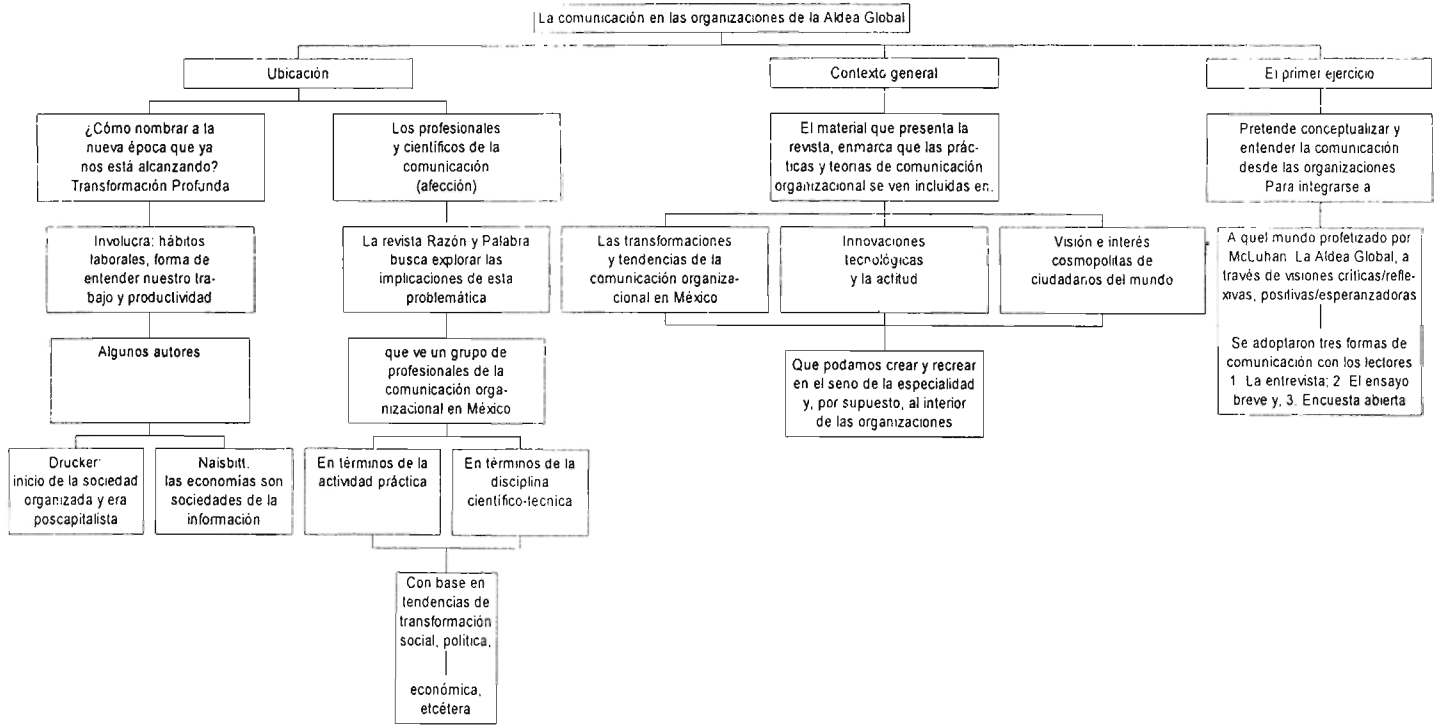 La comunicación en las organizaciones de la Aldea Global
Ubicación
¿Cómo nombrar a la
nueva época que ya
nos está alcanzando?
Transformación Profunda
Involucra: hábitos
laborales, forma de
entender nuestro tra-
bajo y productividad
Algunos autores
Drucker:
inicio de la sociedad
organizada y era
poscapitalista
Naisbitt.
las economías son
sociedades de la
información
Los profesionales
y científicos de la
comunicación
(afección)
La revista Razón y Palabra
busca explorar las
implicaciones de esta
problemática
que ve un grupo de
profesionales de la
comunicación orga-
nizacional en México
En términos de la
actividad práctica
En términos de la
disciplina
científico-tecnica
Con base en
tendencias de
transformación
social, política,
económica,
etcétera
Contexto general
El material que presenta la
revista, enmarca que las prác-
ticas y teorías de comunicación
organizacional se ven incluidas en.
Las transformaciones
y tendencias de la
comunicación organiza-
cional en México
Innovaciones
tecnológicas
y la actitud
Visión e interés
cosmopolitas de
ciudadanos del mundo
Que podamos crear y recrear
en el seno de la especialidad
y, por supuesto, al interior
de las organizaciones
El primer ejercicio
Pretende conceptualizar y
entender la comunicación
desde las organizaciones
Para integrarse a
A quel mundo profetizado por
McLuhan La Aldea Global, a
través de visiones críticas/refle-
xivas, positivas/esperanzadoras
Se adoptaron tres formas de
comunicación con los lectores
1 La entrevista; 2 El ensayo
breve y, 3. Encuesta abierta